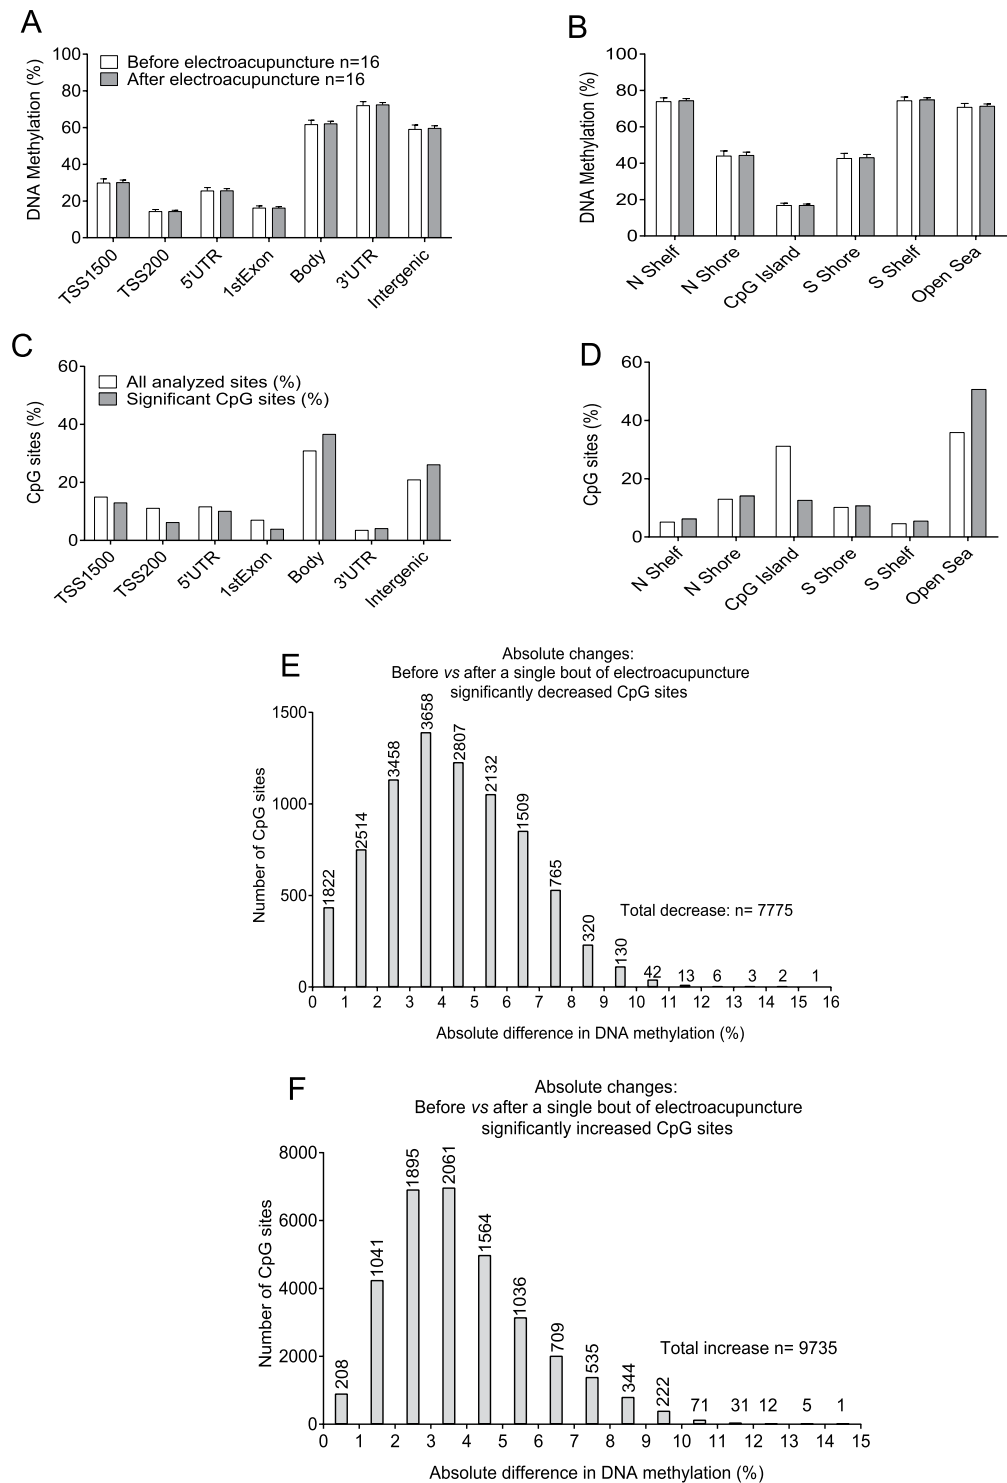 A
100
80
60
40
20
0
DNA Methylation (%)
Before electroacupuncture n=16
After electroacupuncture n=16
TSS1500
TSS200
5'UTR
1stExon
Body
3'UTR
Intergenic
B
100
80
60
40
20
0
DNA Methylation (%)
N Shelf
N Shore
CpG Island
S Shore
S Shelf
Open Sea
C
60
40
20
0
CpG sites (%)
All analyzed sites (%)
Significant CpG sites (%)
TSS1500
TSS200
5'UTR
1stExon
Body
3'UTR
Intergenic
D
60
40
20
0
CpG sites (%)
N Shelf
N Shore
CpG Island
S Shore
S Shelf
Open Sea
E
Absolute changes:
Before vs after a single bout of electroacupuncture
significantly decreased CpG sites
1500
1000
500
0
Number of CpG sites
1822
2514
3458
3658
2807
2132
1509
765
320
130
42
13
6
3
2
1
Total decrease: n= 7775
0 1 2 3 4 5 6 7 8 9 10 11 12 13 14 15 16
Absolute difference in DNA methylation (%)
F
Absolute changes:
Before vs after a single bout of electroacupuncture
significantly increased CpG sites
8000
6000
4000
2000
0
Number of CpG sites
208
1041
1895
2061
1564
1036
709
535
344
222
71
31
12
5
1
Total increase n= 9735
0 1 2 3 4 5 6 7 8 9 10 11 12 13 14 15
Absolute difference in DNA methylation (%)